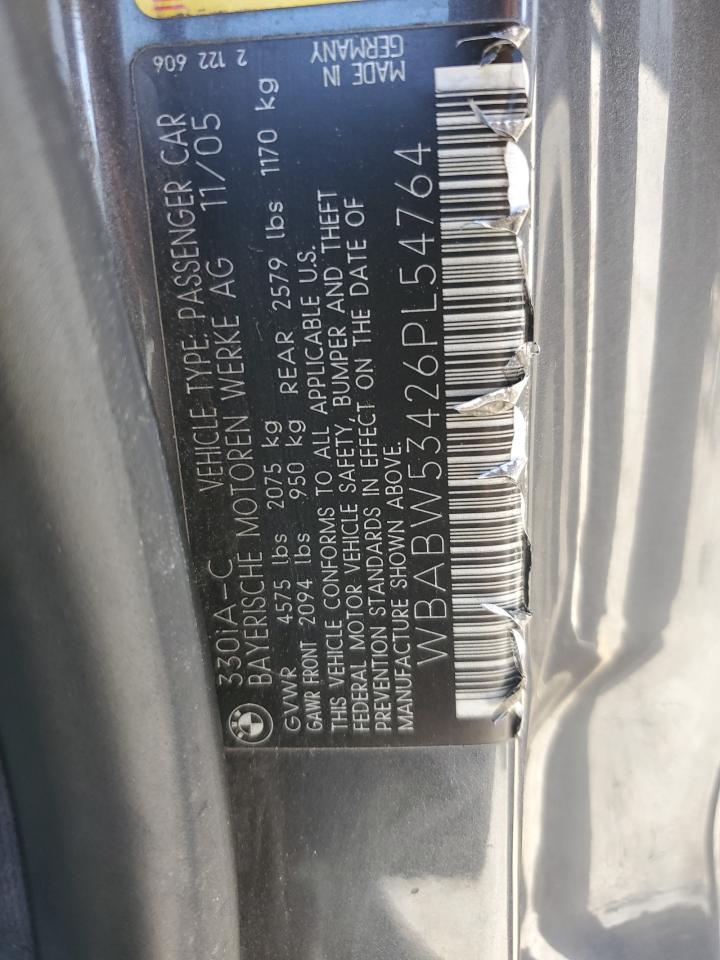 330iA-C VEHICLE TYPE: PASSENGER CAR 2 122 606
BAYERISCHE MOTOREN WERKE AG 11/05
GVWR 4575 lbs 2075 kg
GAWR FRONT 2094 lbs 950 kg REAR 2579 lbs 1170 kg
THIS VEHICLE CONFORMS TO ALL APPLICABLE U.S.
FEDERAL MOTOR VEHICLE SAFETY, BUMPER AND THEFT
PREVENTION STANDARDS IN EFFECT ON THE DATE OF
MANUFACTURE SHOWN ABOVE.
MADE IN
GERMANY
WBABW53426PL54764